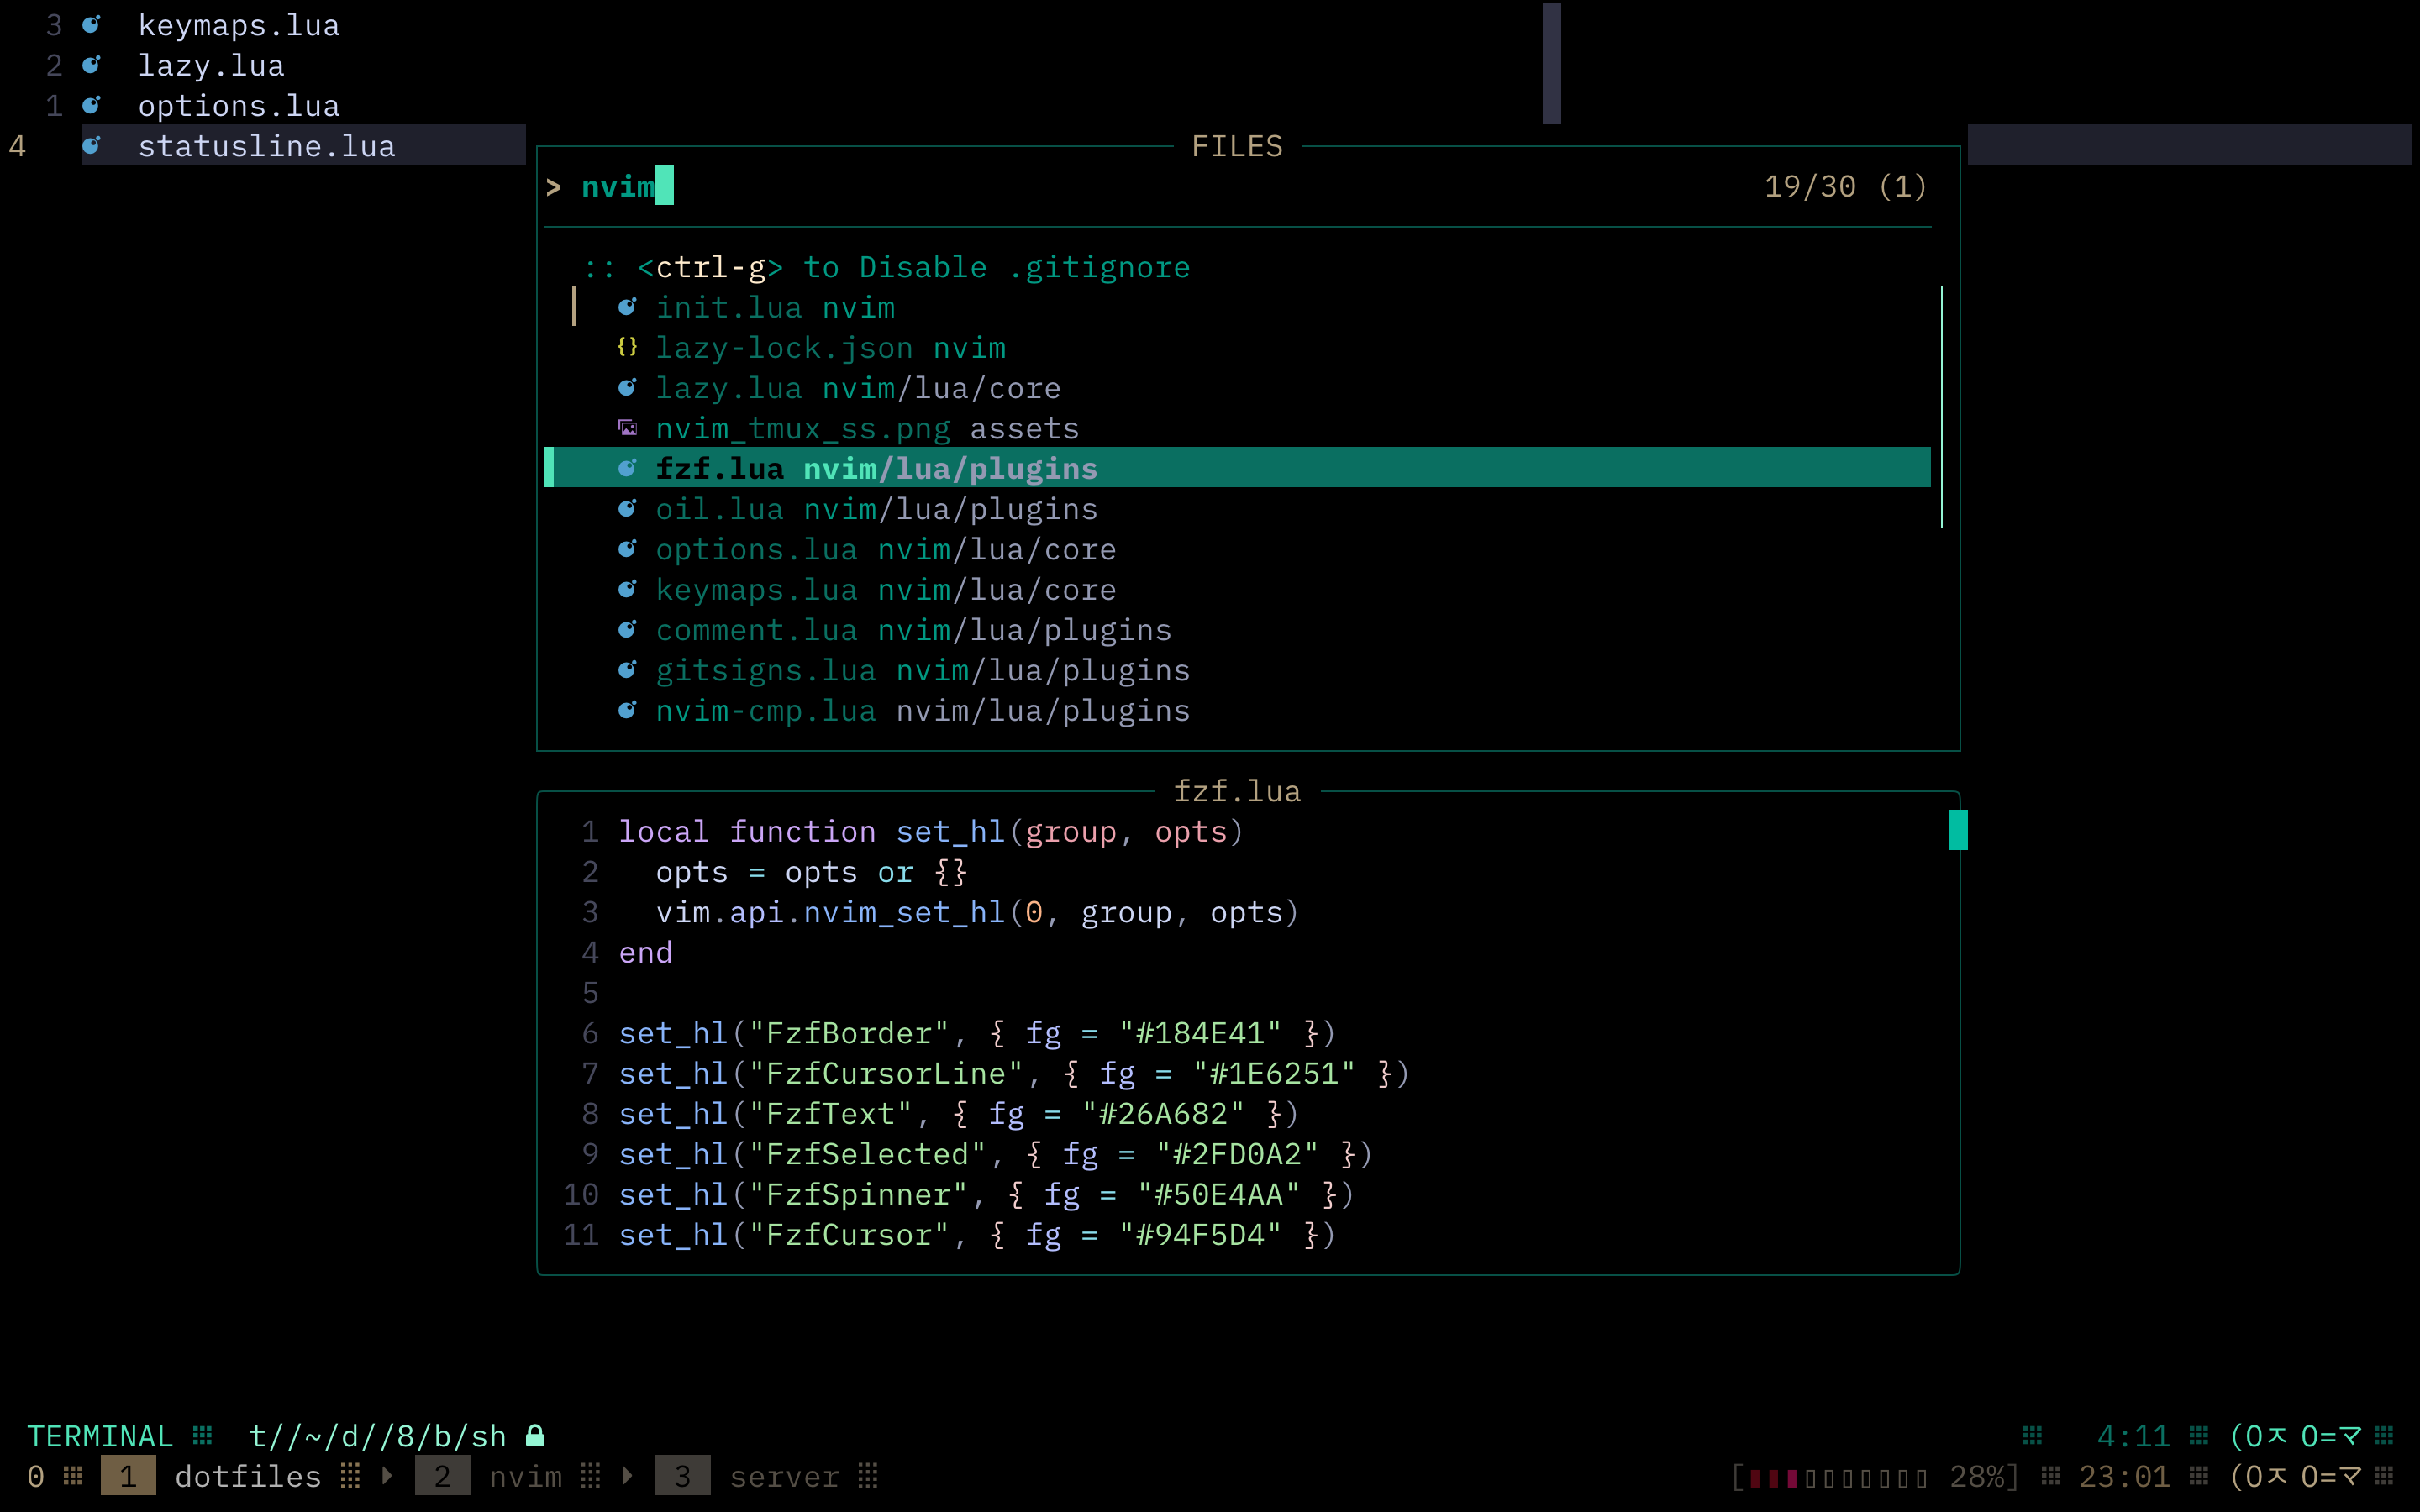 3 keymaps.lua
2 lazy.lua
1 options.lua
4 statusline.lua
FILES
> nvim 19/30 (1)
:: <ctrl-g> to Disable .gitignore
init.lua nvim
{} lazy-lock.json nvim
lazy.lua nvim/lua/core
nvim_tmux_ss.png assets
fzf.lua nvim/lua/plugins
oil.lua nvim/lua/plugins
options.lua nvim/lua/core
keymaps.lua nvim/lua/core
comment.lua nvim/lua/plugins
gitsigns.lua nvim/lua/plugins
nvim-cmp.lua nvim/lua/plugins
fzf.lua
1 local function set_hl(group, opts)
2   opts = opts or {}
3   vim.api.nvim_set_hl(0, group, opts)
4 end
5
6 set_hl("FzfBorder", { fg = "#184E41" })
7 set_hl("FzfCursorLine", { fg = "#1E6251" })
8 set_hl("FzfText", { fg = "#26A682" })
9 set_hl("FzfSelected", { fg = "#2FD0A2" })
10 set_hl("FzfSpinner", { fg = "#50E4AA" })
11 set_hl("FzfCursor", { fg = "#94F5D4" })
TERMINAL t//~/d//8/b/sh 4:11 (Oㅈ O=マ
0 1 dotfiles 2 nvim 3 server [▮▮▮▯▯▯▯▯▯▯ 28%] 23:01 (Oㅈ O=マ